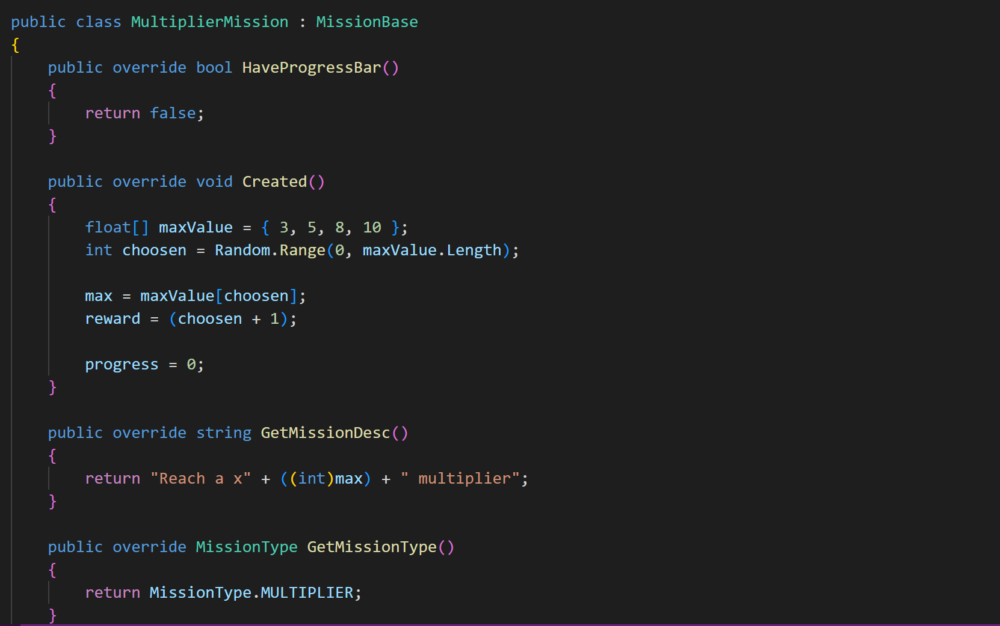 public class MultiplierMission : MissionBase
{
    public override bool HaveProgressBar()
    {
        return false;
    }

    public override void Created()
    {
        float[] maxValue = { 3, 5, 8, 10 };
        int choosen = Random.Range(0, maxValue.Length);

        max = maxValue[choosen];
        reward = (choosen + 1);

        progress = 0;
    }

    public override string GetMissionDesc()
    {
        return "Reach a x" + ((int)max) + " multiplier";
    }

    public override MissionType GetMissionType()
    {
        return MissionType.MULTIPLIER;
    }